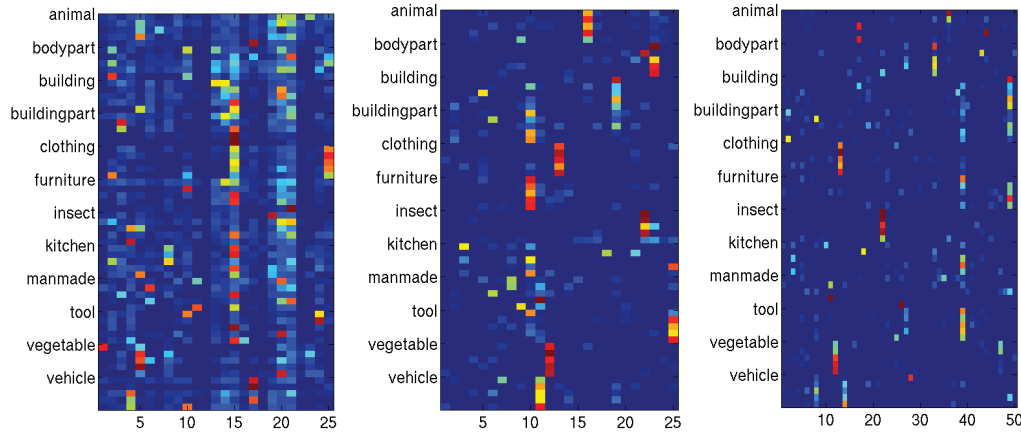 animal
bodypart
building
buildingpart
clothing
furniture
insect
kitchen
manmade
tool
vegetable
vehicle
5 10 15 20 25
animal
bodypart
building
buildingpart
clothing
furniture
insect
kitchen
manmade
tool
vegetable
vehicle
5 10 15 20 25
animal
bodypart
building
buildingpart
clothing
furniture
insect
kitchen
manmade
tool
vegetable
vehicle
10 20 30 40 50